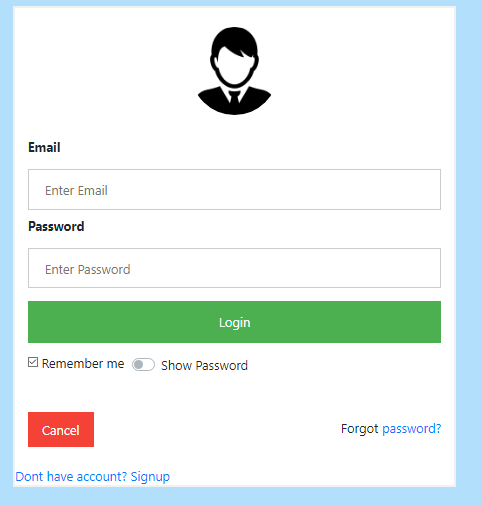 Email
Enter Email
Password
Enter Password
Login
Remember me Show Password
Cancel Forgot password?
Dont have account? Signup